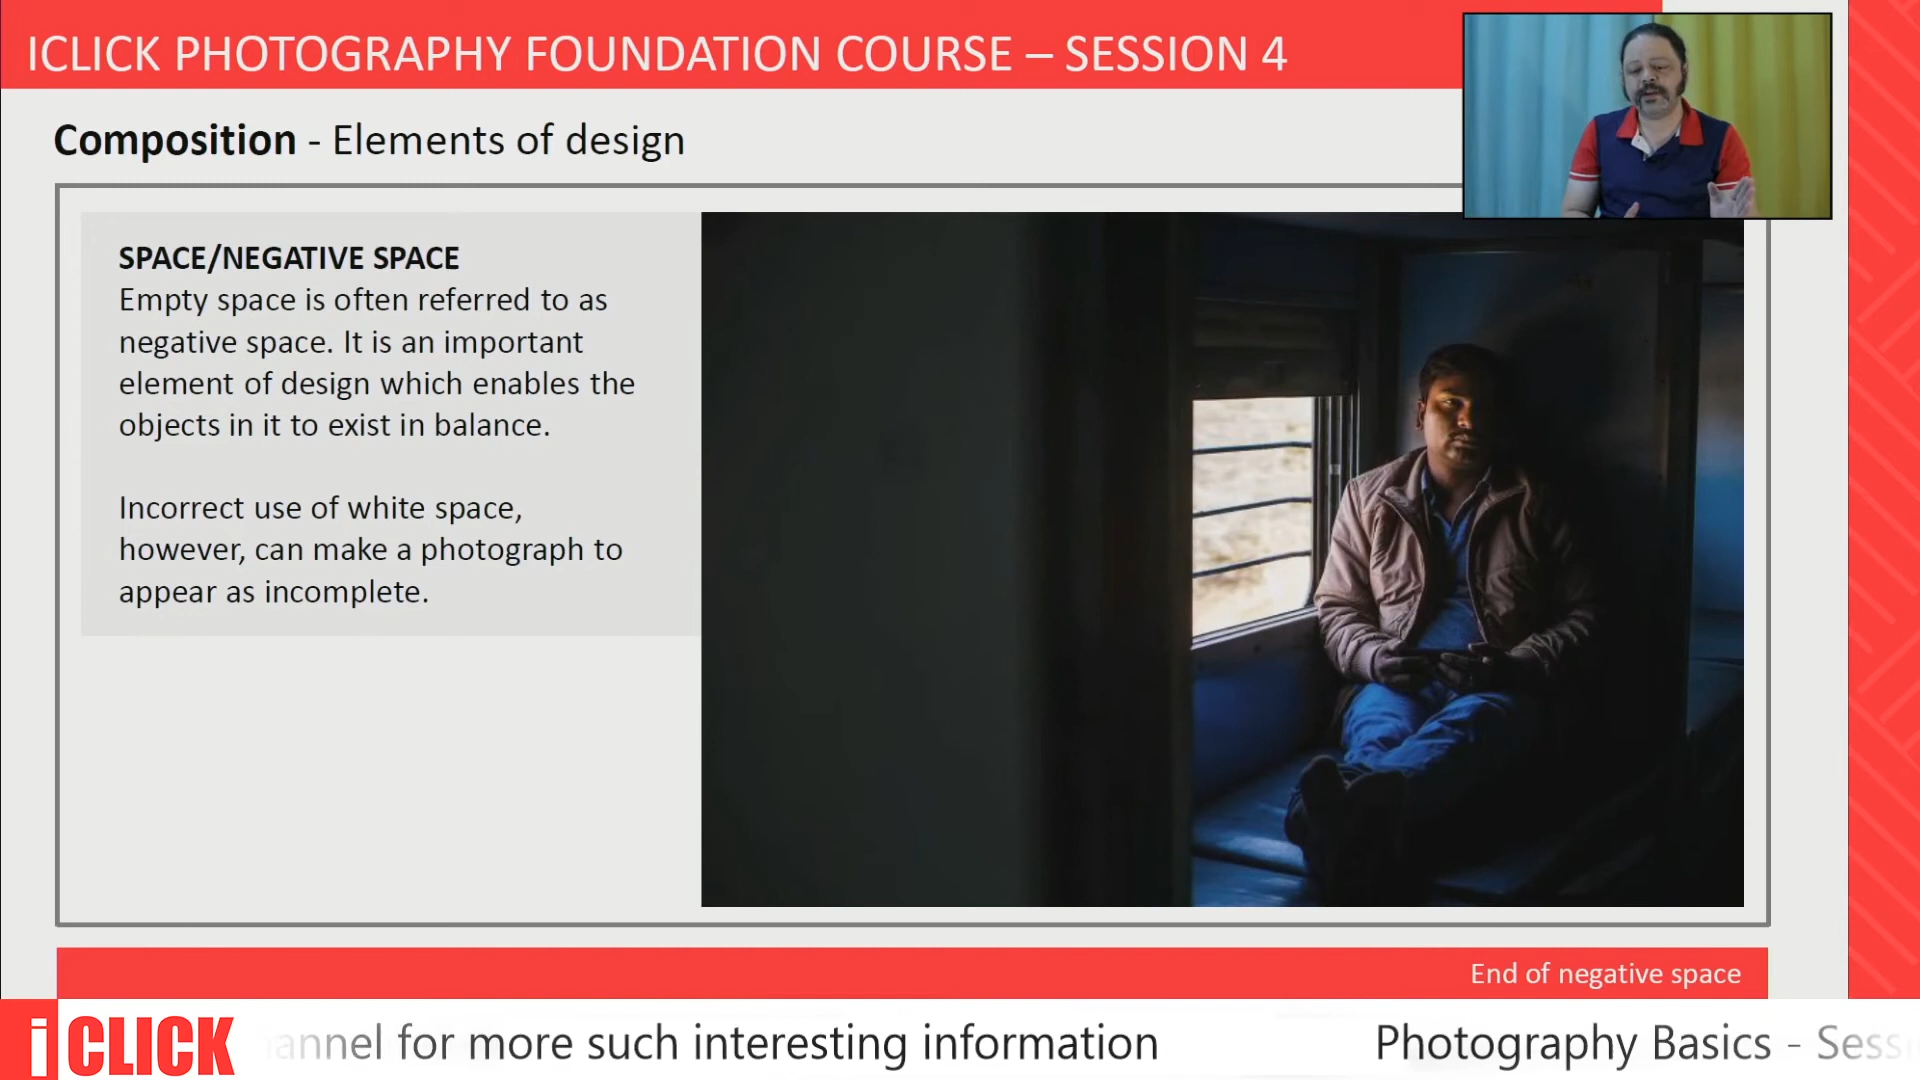 ICLICK PHOTOGRAPHY FOUNDATION COURSE – SESSION 4
Composition - Elements of design
SPACE/NEGATIVE SPACE
Empty space is often referred to as
negative space. It is an important
element of design which enables the
objects in it to exist in balance.
Incorrect use of white space,
however, can make a photograph to
appear as incomplete.
End of negative space
iCLICK
annel for more such interesting information
Photography Basics - Sess